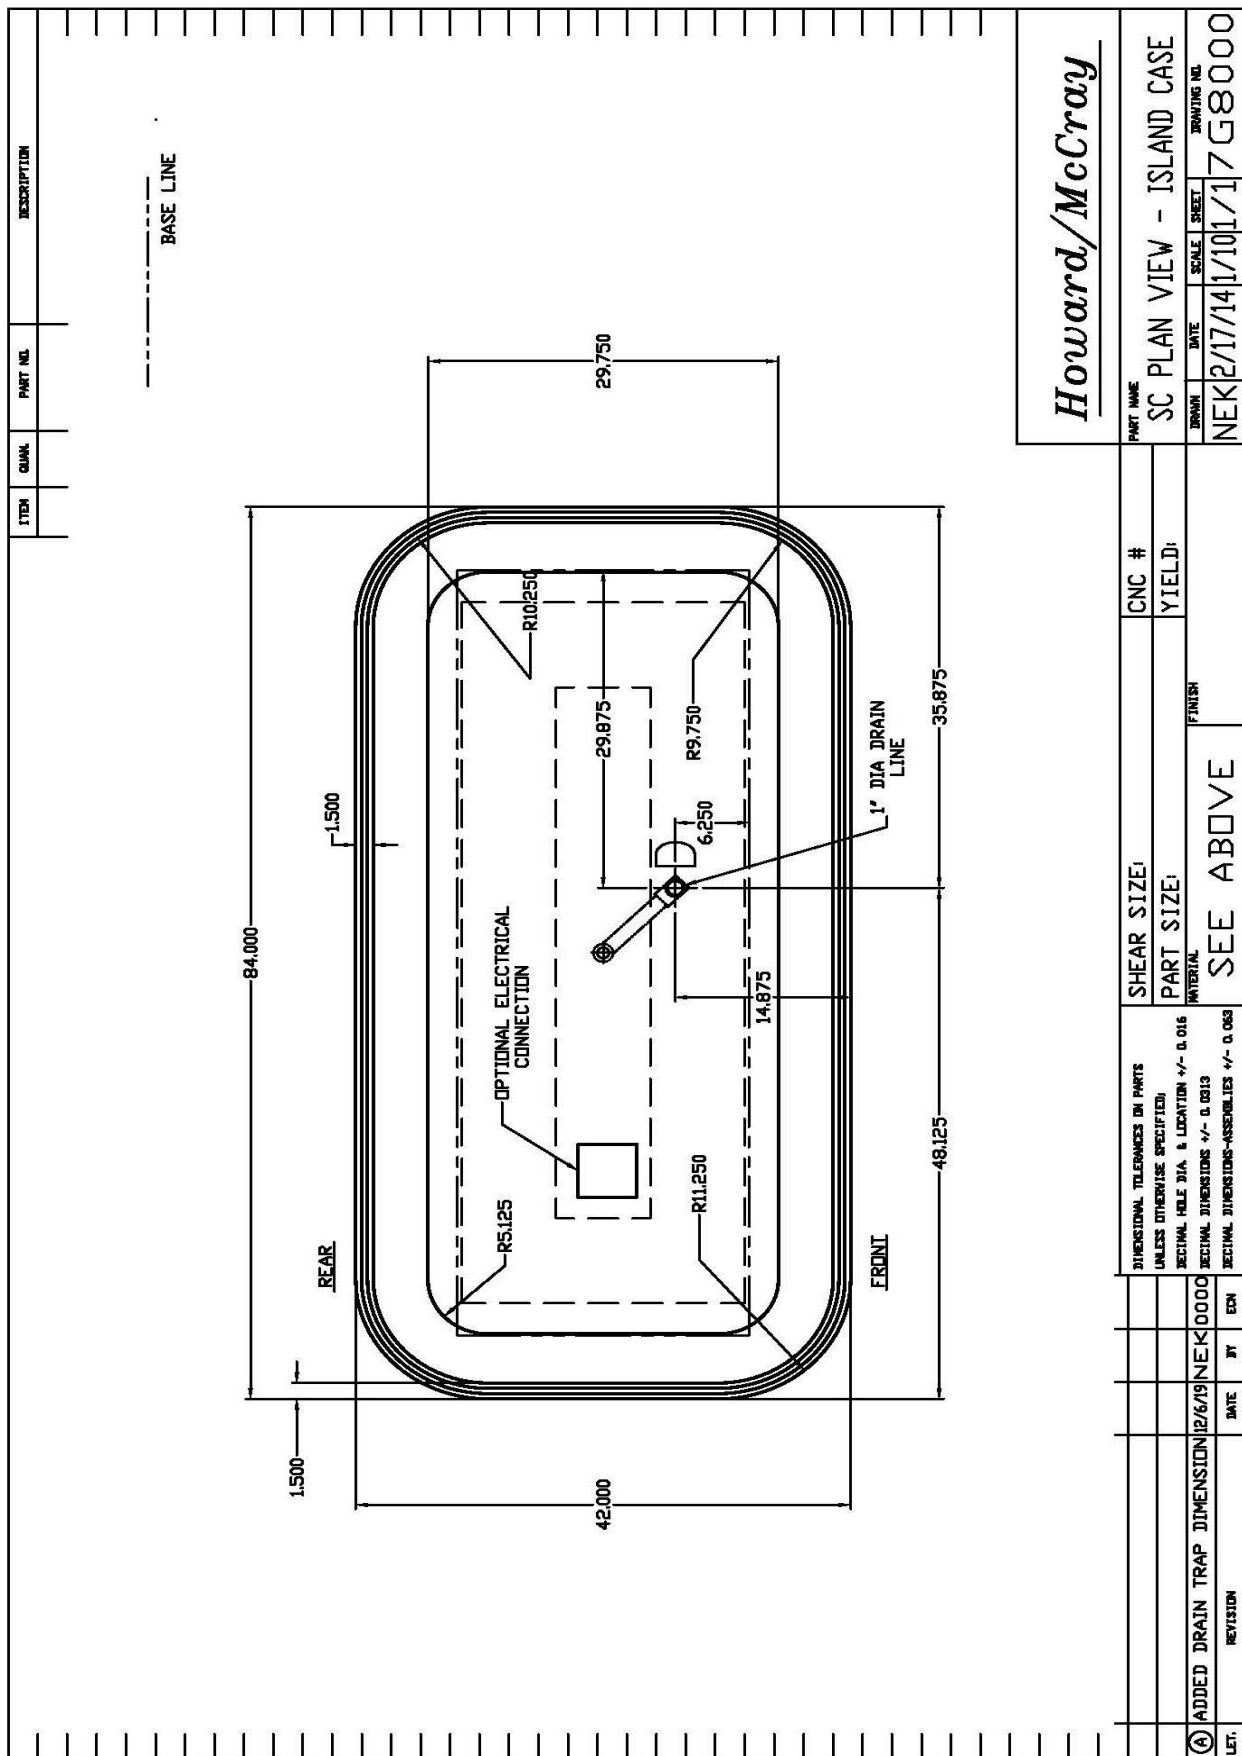 ITEM QUAN. PART NO. DESCRIPTION
BASE LINE
84.000
1.500
1.500
REAR
42.000
R5.125
OPTIONAL ELECTRICAL
CONNECTION
R10.250
29.750
29.875
6.250
R9.750
14.875
R11.250
1" DIA DRAIN
LINE
FRONT
48.125
35.875
Howard/McCray
DIMENSIONAL TOLERANCES ON PARTS
UNLESS OTHERWISE SPECIFIED:
DECIMAL HOLE DIA. & LOCATION +/- 0.016
DECIMAL DIMENSIONS +/- 0.0313
DECIMAL DIMENSIONS-ASSEMBLIES +/- 0.063
SHEAR SIZE:
CNC #
PART SIZE:
YIELD:
MATERIAL
SEE ABOVE
FINISH
PART NAME
SC PLAN VIEW - ISLAND CASE
DRAWN DATE SCALE SHEET DRAWING NO.
NEK 2/17/14 1/10 1/1 7G8000
A ADDED DRAIN TRAP DIMENSION 12/6/19 NEK 0000
LET. REVISION DATE BY ECN